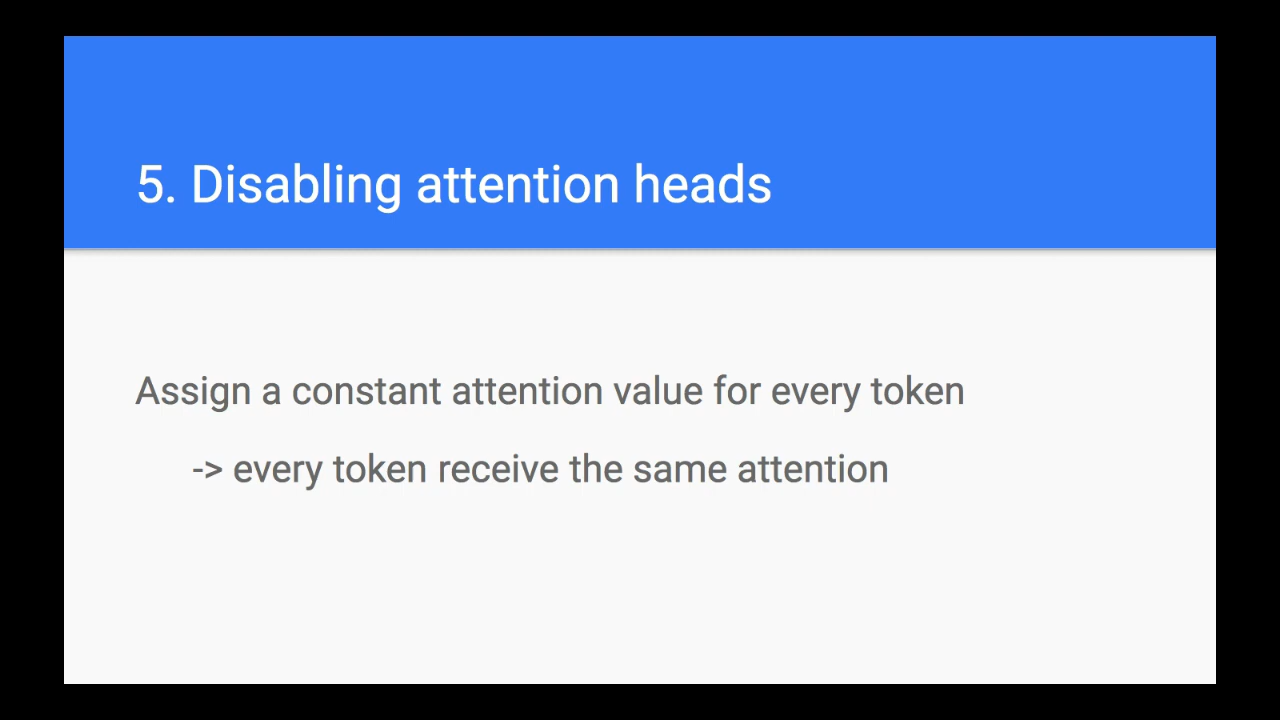 5. Disabling attention heads
Assign a constant attention value for every token
-> every token receive the same attention